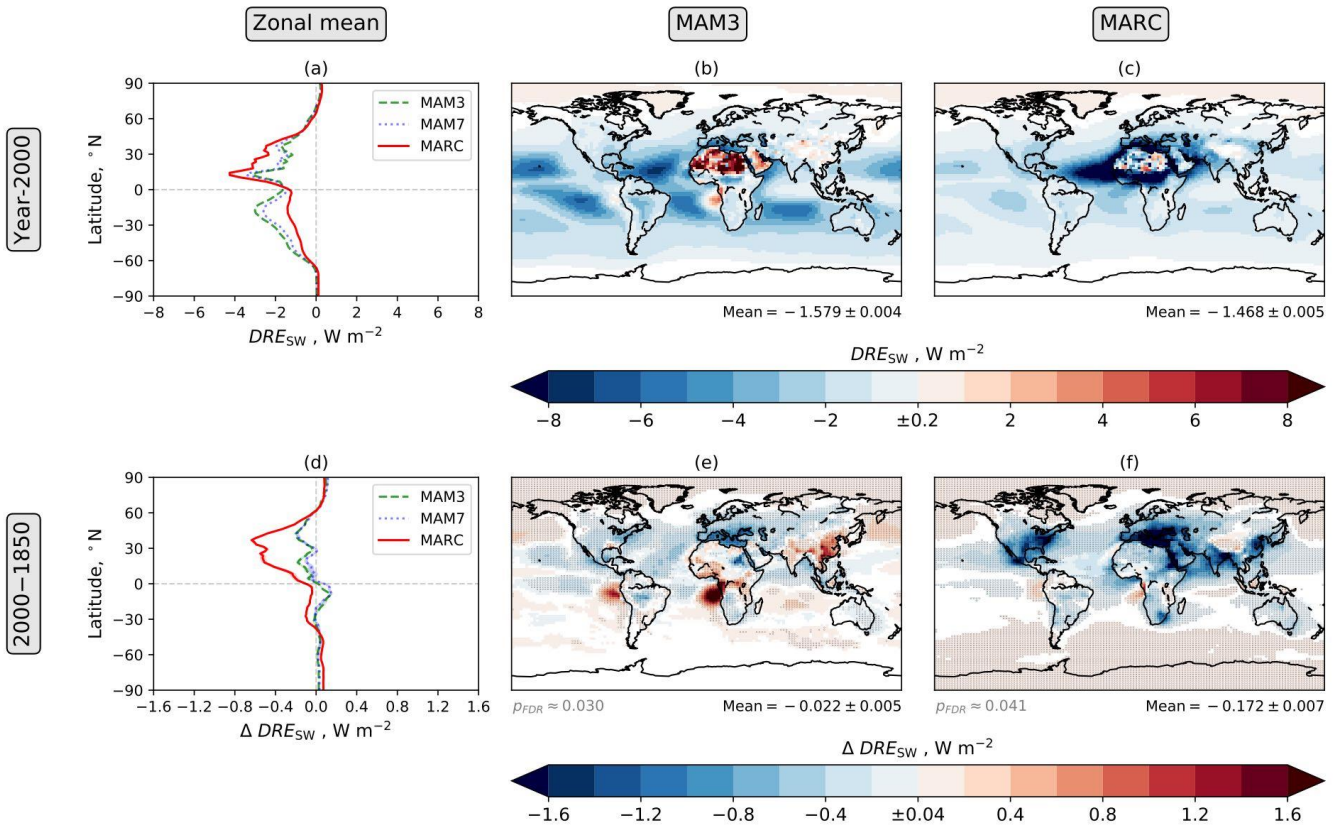 Zonal mean
MAM3
MARC
Year-2000
(a)
(b)
(c)
90
60
30
0
−30
−60
−90
Latitude, °N
MAM3
MAM7
MARC
−8 −6 −4 −2 0 2 4 6 8
DRE_SW , W m⁻²
Mean = −1.579 ± 0.004
Mean = −1.468 ± 0.005
DRE_SW , W m⁻²
−8 −6 −4 −2 ±0.2 2 4 6 8
2000−1850
(d)
(e)
(f)
90
60
30
0
−30
−60
−90
Latitude, °N
MAM3
MAM7
MARC
−1.6 −1.2 −0.8 −0.4 0.0 0.4 0.8 1.2 1.6
Δ DRE_SW , W m⁻²
p_FDR ≈ 0.030
Mean = −0.022 ± 0.005
p_FDR ≈ 0.041
Mean = −0.172 ± 0.007
Δ DRE_SW , W m⁻²
−1.6 −1.2 −0.8 −0.4 ±0.04 0.4 0.8 1.2 1.6